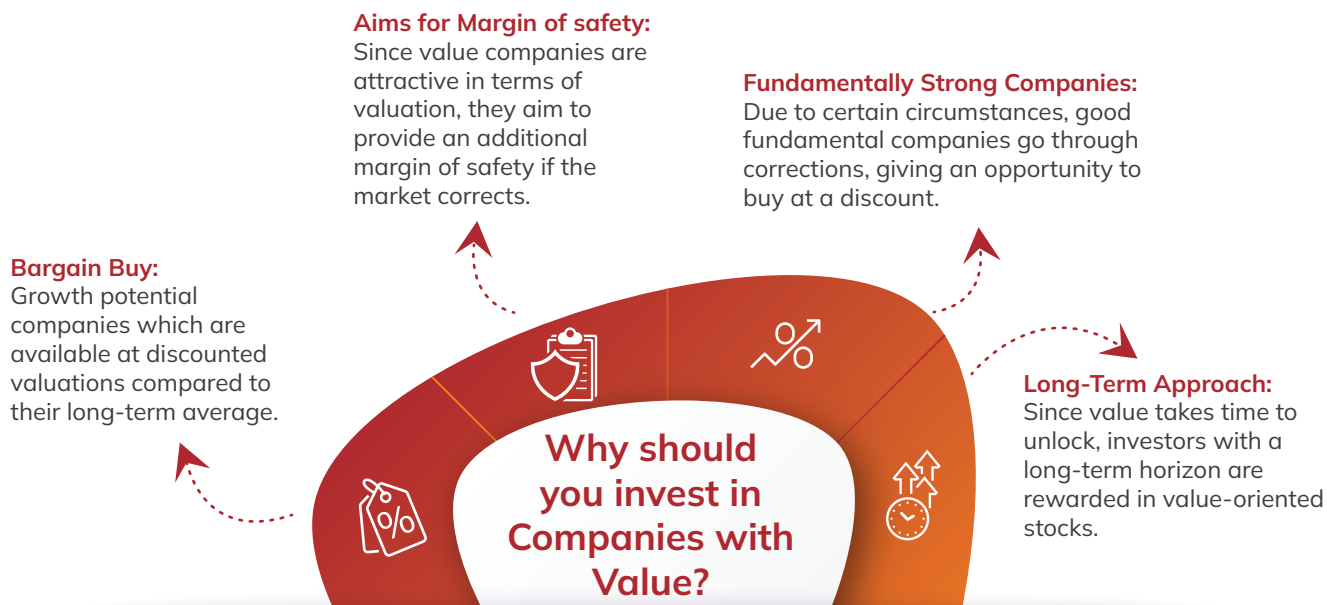 Aims for Margin of safety:
Since value companies are
attractive in terms of
valuation, they aim to
provide an additional
margin of safety if the
market corrects.
Fundamentally Strong Companies:
Due to certain circumstances, good
fundamental companies go through
corrections, giving an opportunity to
buy at a discount.
Bargain Buy:
Growth potential
companies which are
available at discounted
valuations compared to
their long-term average.
Long-Term Approach:
Since value takes time to
unlock, investors with a
long-term horizon are
rewarded in value-oriented
stocks.
Why should
you invest in
Companies with
Value?